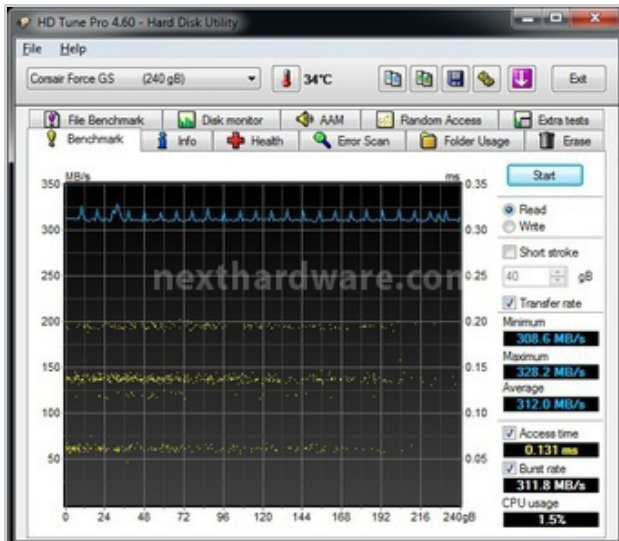 HD Tune Pro 4.60 - Hard Disk Utility
File Help
Corsair Force GS (240 gB) 34°C Exit
File Benchmark Disk monitor AAM Random Access Extra tests
Benchmark Info Health Error Scan Folder Usage Erase
MB/s ms
Start
350 0.35
300 0.30
250 0.25
200 0.20
150 0.15
100 0.10
50 0.05
0 24 48 72 96 120 144 168 192 216 240gB
nexthardware.com
Read
Write
Short stroke
40 gB
Transfer rate
Minimum
308.6 MB/s
Maximum
328.2 MB/s
Average
312.0 MB/s
Access time
0.131 ms
Burst rate
311.8 MB/s
CPU usage
1.5%